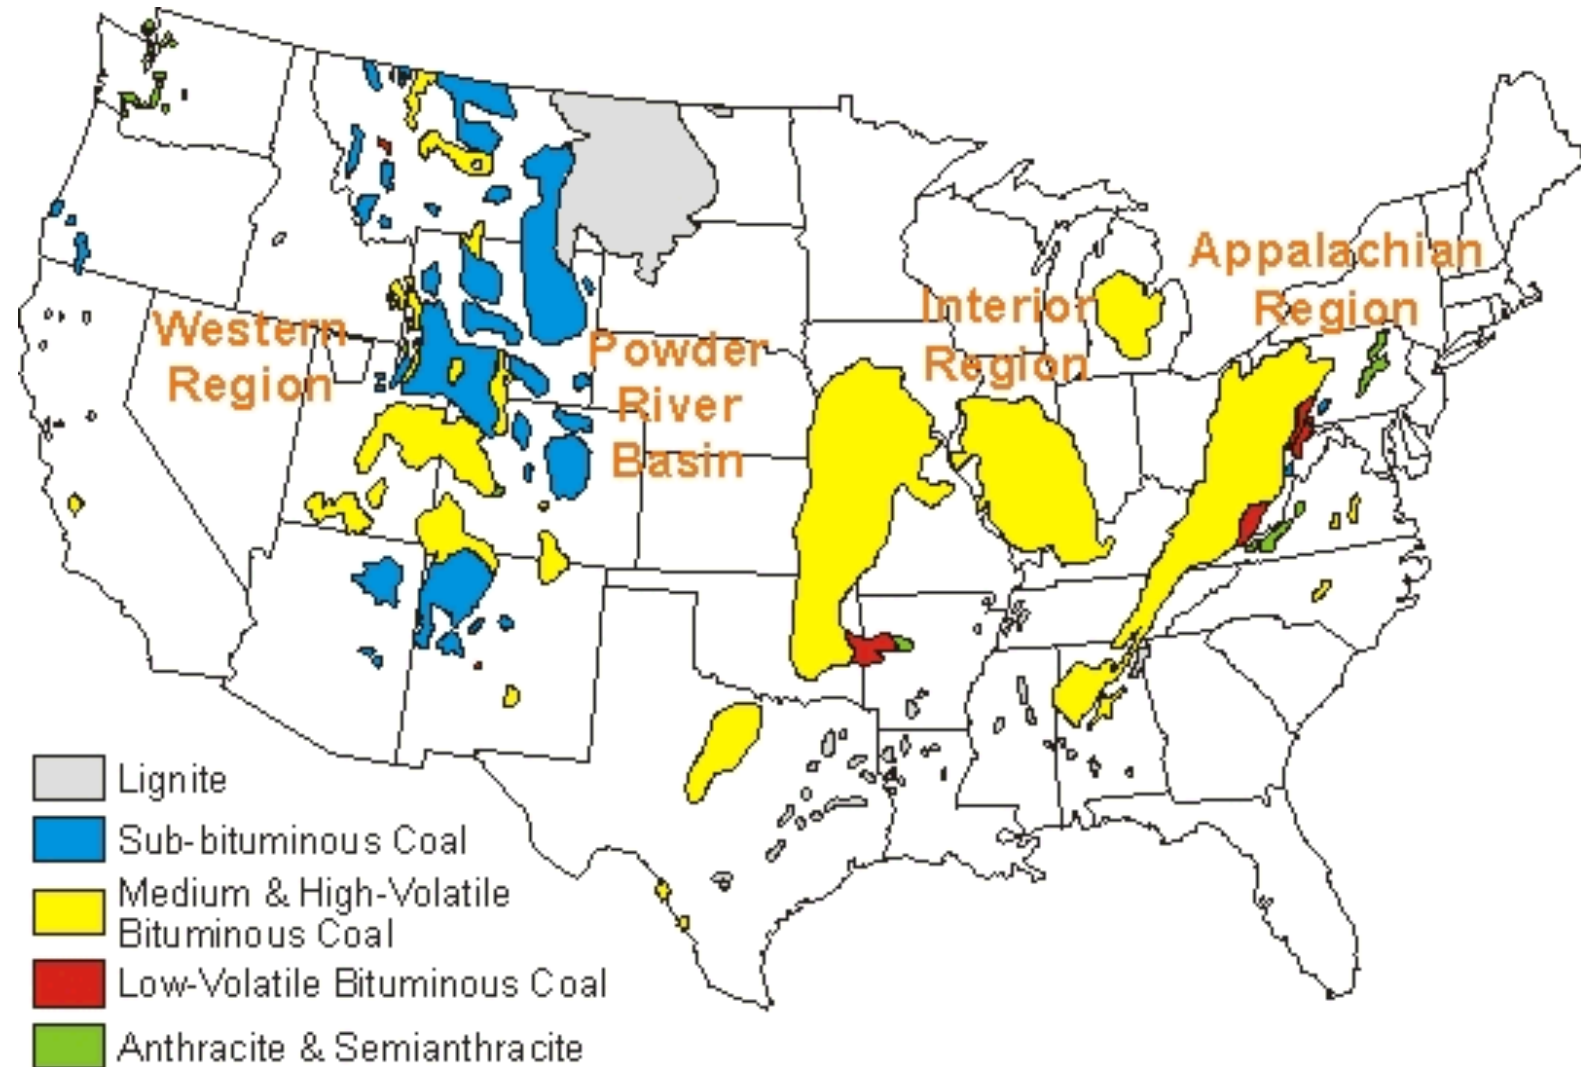 Appalachian
Region
Interior
Region
Western
Region
Powder
River
Basin
Lignite
Sub-bituminous Coal
Medium & High-Volatile
Bituminous Coal
Low-Volatile Bituminous Coal
Anthracite & Semianthracite